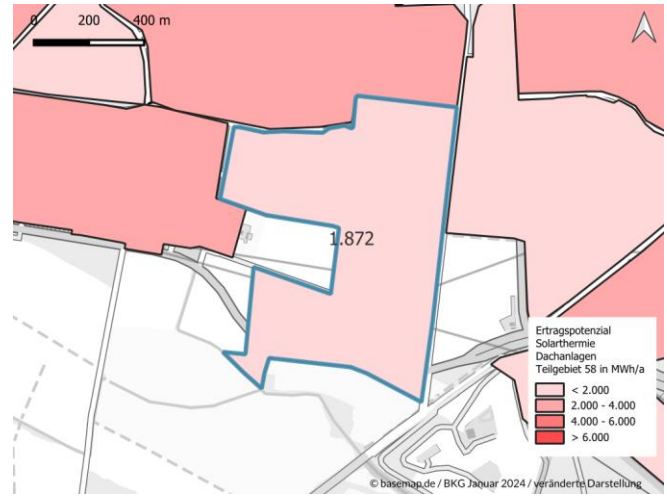 0 200 400 m
1.872
Ertragspotenzial
Solarthermie
Dachanlagen
Teilgebiet 58 in MWh/a
< 2.000
2.000 - 4.000
4.000 - 6.000
> 6.000
© basemap.de / BKG Januar 2024 / veränderte Darstellung